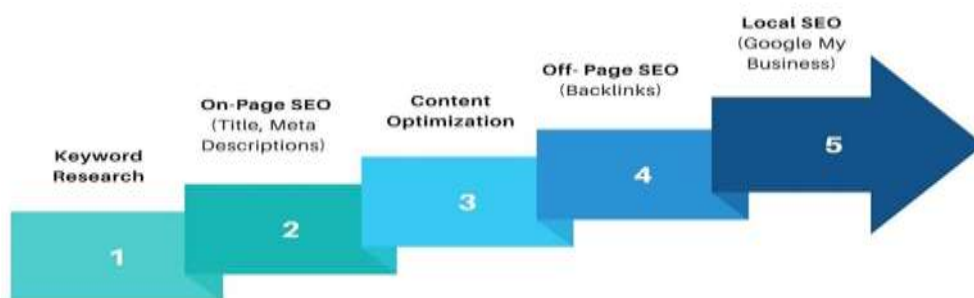 Keyword
Research
1
On-Page SEO
(Title, Meta
Descriptions)
2
Content
Optimization
3
Off- Page SEO
(Backlinks)
4
Local SEO
(Google My
Business)
5